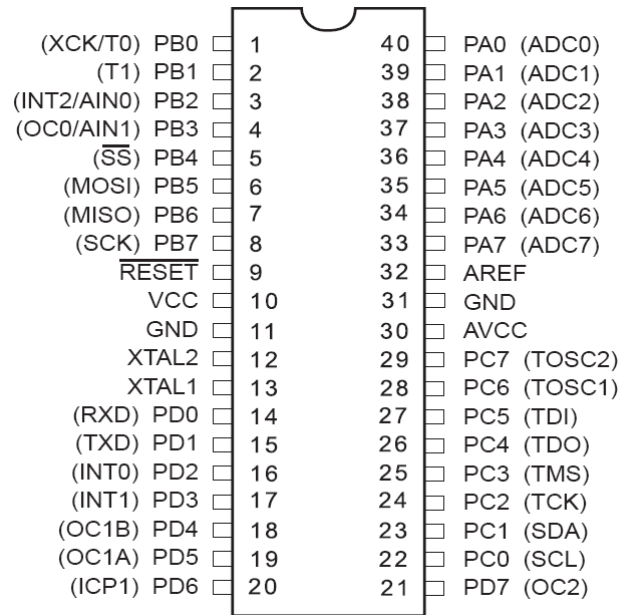 (XCK/T0) PB0 1 40 PA0 (ADC0)
(T1) PB1 2 39 PA1 (ADC1)
(INT2/AIN0) PB2 3 38 PA2 (ADC2)
(OC0/AIN1) PB3 4 37 PA3 (ADC3)
(SS) PB4 5 36 PA4 (ADC4)
(MOSI) PB5 6 35 PA5 (ADC5)
(MISO) PB6 7 34 PA6 (ADC6)
(SCK) PB7 8 33 PA7 (ADC7)
RESET 9 32 AREF
VCC 10 31 GND
GND 11 30 AVCC
XTAL2 12 29 PC7 (TOSC2)
XTAL1 13 28 PC6 (TOSC1)
(RXD) PD0 14 27 PC5 (TDI)
(TXD) PD1 15 26 PC4 (TDO)
(INT0) PD2 16 25 PC3 (TMS)
(INT1) PD3 17 24 PC2 (TCK)
(OC1B) PD4 18 23 PC1 (SDA)
(OC1A) PD5 19 22 PC0 (SCL)
(ICP1) PD6 20 21 PD7 (OC2)